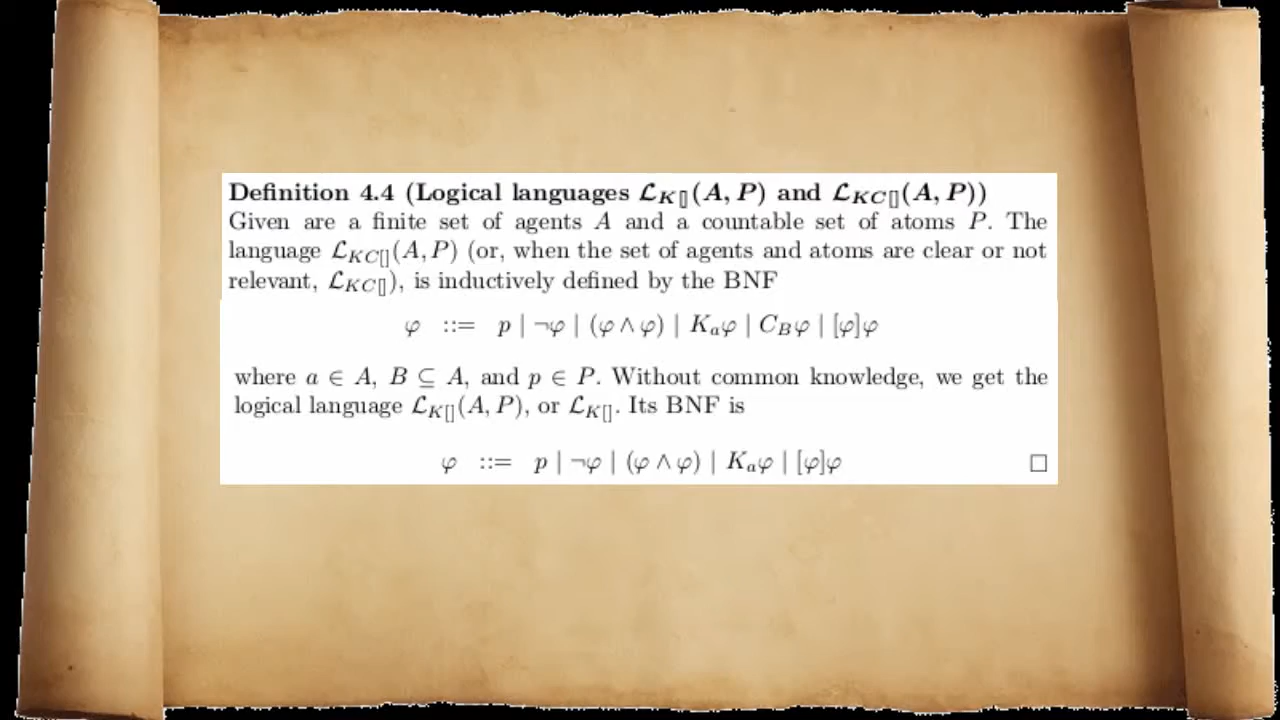 Definition 4.4 (Logical languages 𝓛_{K[]}(A, P) and 𝓛_{KC[]}(A, P))
Given are a finite set of agents A and a countable set of atoms P. The
language 𝓛_{KC[]}(A, P) (or, when the set of agents and atoms are clear or not
relevant, 𝓛_{KC[]}), is inductively defined by the BNF
φ ::= p | ¬φ | (φ ∧ φ) | K_aφ | C_Bφ | [φ]φ
where a ∈ A, B ⊆ A, and p ∈ P. Without common knowledge, we get the
logical language 𝓛_{K[]}(A, P), or 𝓛_{K[]}. Its BNF is
φ ::= p | ¬φ | (φ ∧ φ) | K_aφ | [φ]φ □